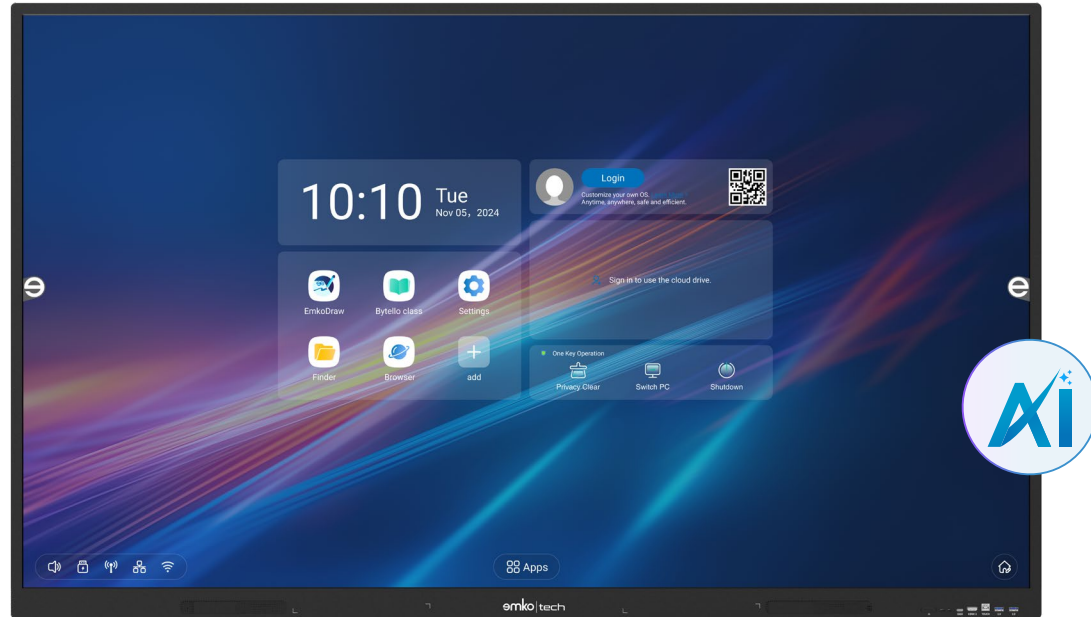 10:10
Tue
Nov 05, 2024
Login
Customize your own OS.
Anytime, anywhere, safe and efficient.
EmkoDraw
Bytello class
Settings
Finder
Browser
add
Sign in to use the cloud drive.
One Key Operation
Privacy Clear
Switch PC
Shutdown
AI
Apps
emko|tech